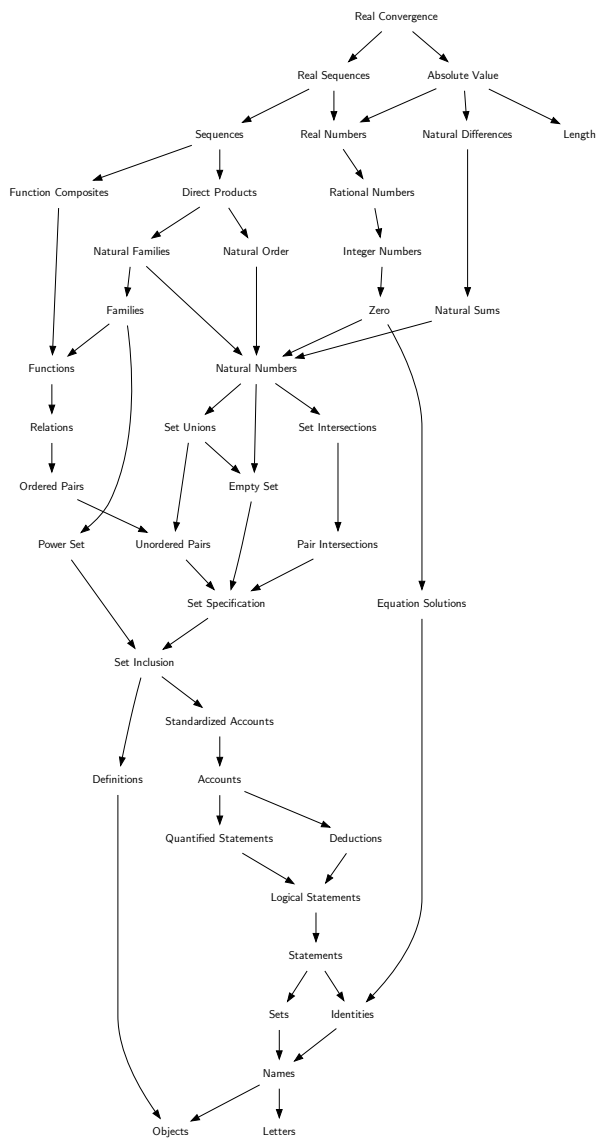 Real Convergence
Real Sequences
Absolute Value
Sequences
Real Numbers
Natural Differences
Length
Function Composites
Direct Products
Rational Numbers
Natural Families
Natural Order
Integer Numbers
Families
Zero
Natural Sums
Functions
Natural Numbers
Relations
Set Unions
Set Intersections
Ordered Pairs
Empty Set
Power Set
Unordered Pairs
Pair Intersections
Set Specification
Equation Solutions
Set Inclusion
Standardized Accounts
Definitions
Accounts
Quantified Statements
Deductions
Logical Statements
Statements
Sets
Identities
Names
Objects
Letters